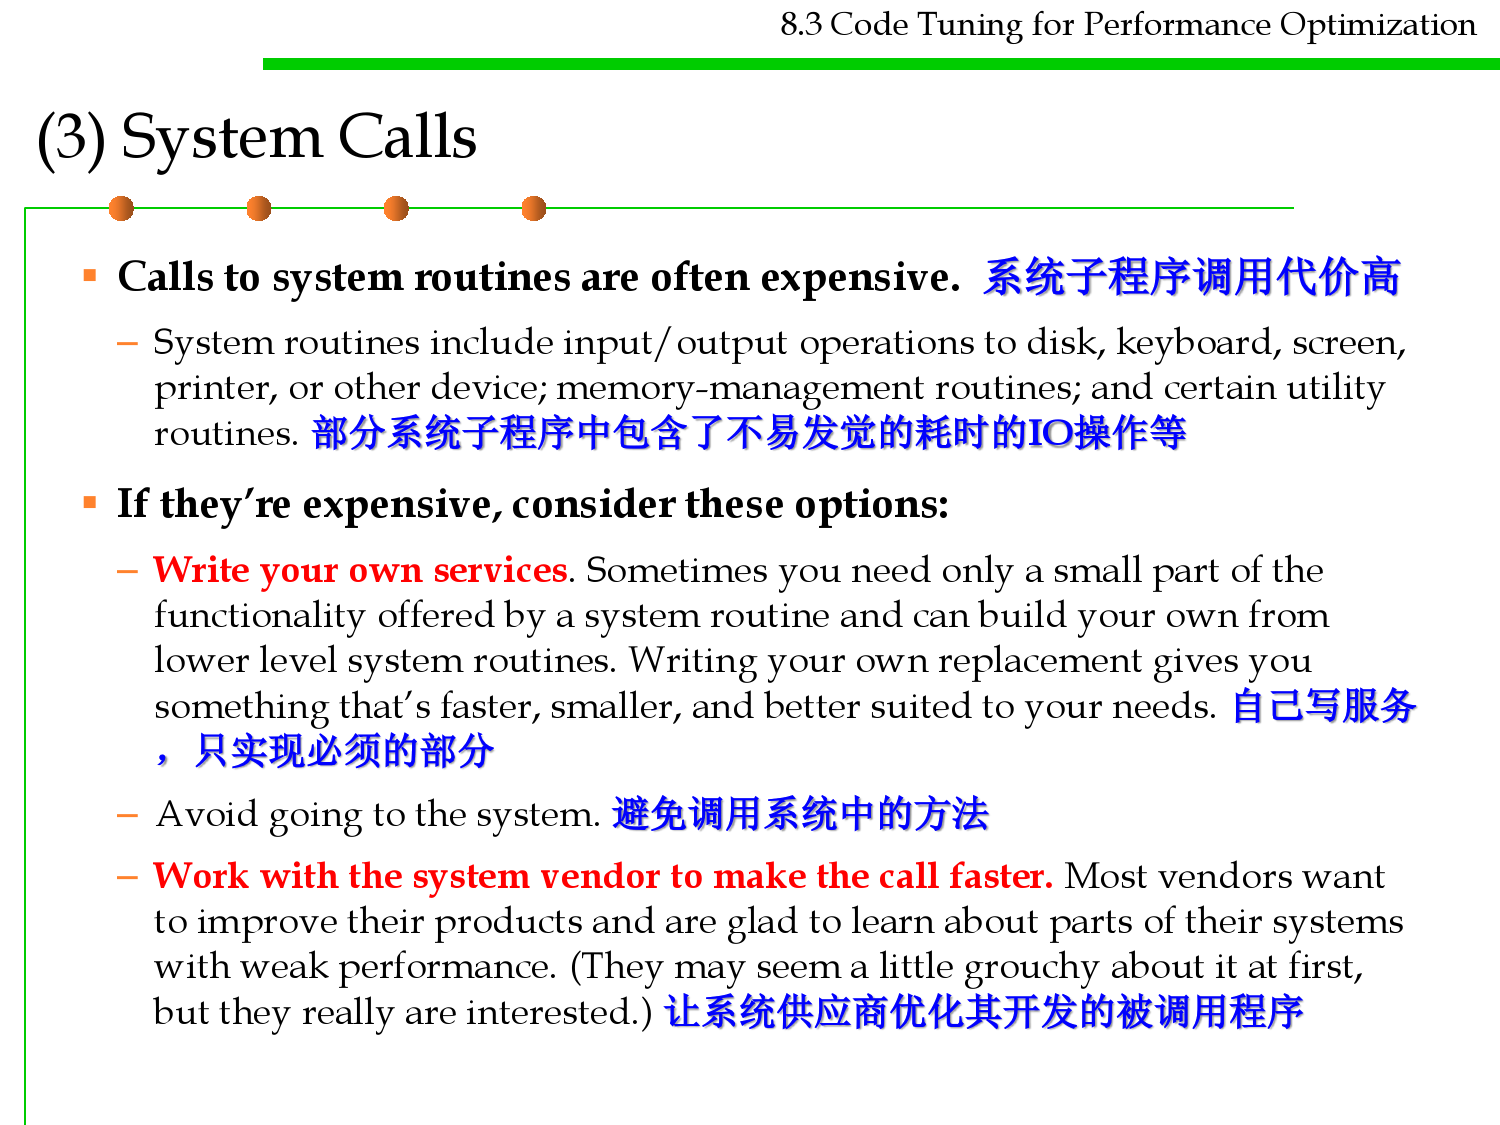 8.3 Code Tuning for Performance Optimization
(3) System Calls
▪ Calls to system routines are often expensive. 系统子程序调用代价高
– System routines include input/output operations to disk, keyboard, screen,
printer, or other device; memory-management routines; and certain utility
routines. 部分系统子程序中包含了不易发觉的耗时的IO操作等
▪ If they’re expensive, consider these options:
– Write your own services. Sometimes you need only a small part of the
functionality offered by a system routine and can build your own from
lower level system routines. Writing your own replacement gives you
something that’s faster, smaller, and better suited to your needs. 自己写服务
，只实现必须的部分
– Avoid going to the system. 避免调用系统中的方法
– Work with the system vendor to make the call faster. Most vendors want
to improve their products and are glad to learn about parts of their systems
with weak performance. (They may seem a little grouchy about it at first,
but they really are interested.) 让系统供应商优化其开发的被调用程序